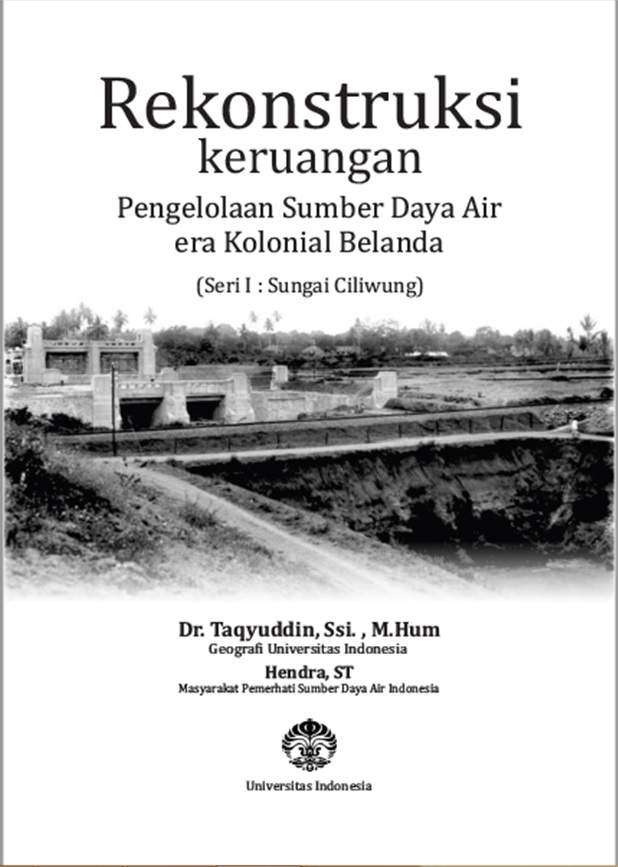 Rekonstruksi
keruangan
Pengelolaan Sumber Daya Air
era Kolonial Belanda
(Seri I : Sungai Ciliwung)
Dr. Taqyuddin, Ssi. , M.Hum
Geografi Universitas Indonesia
Hendra, ST
Masyarakat Pemerhati Sumber Daya Air Indonesia
Universitas Indonesia